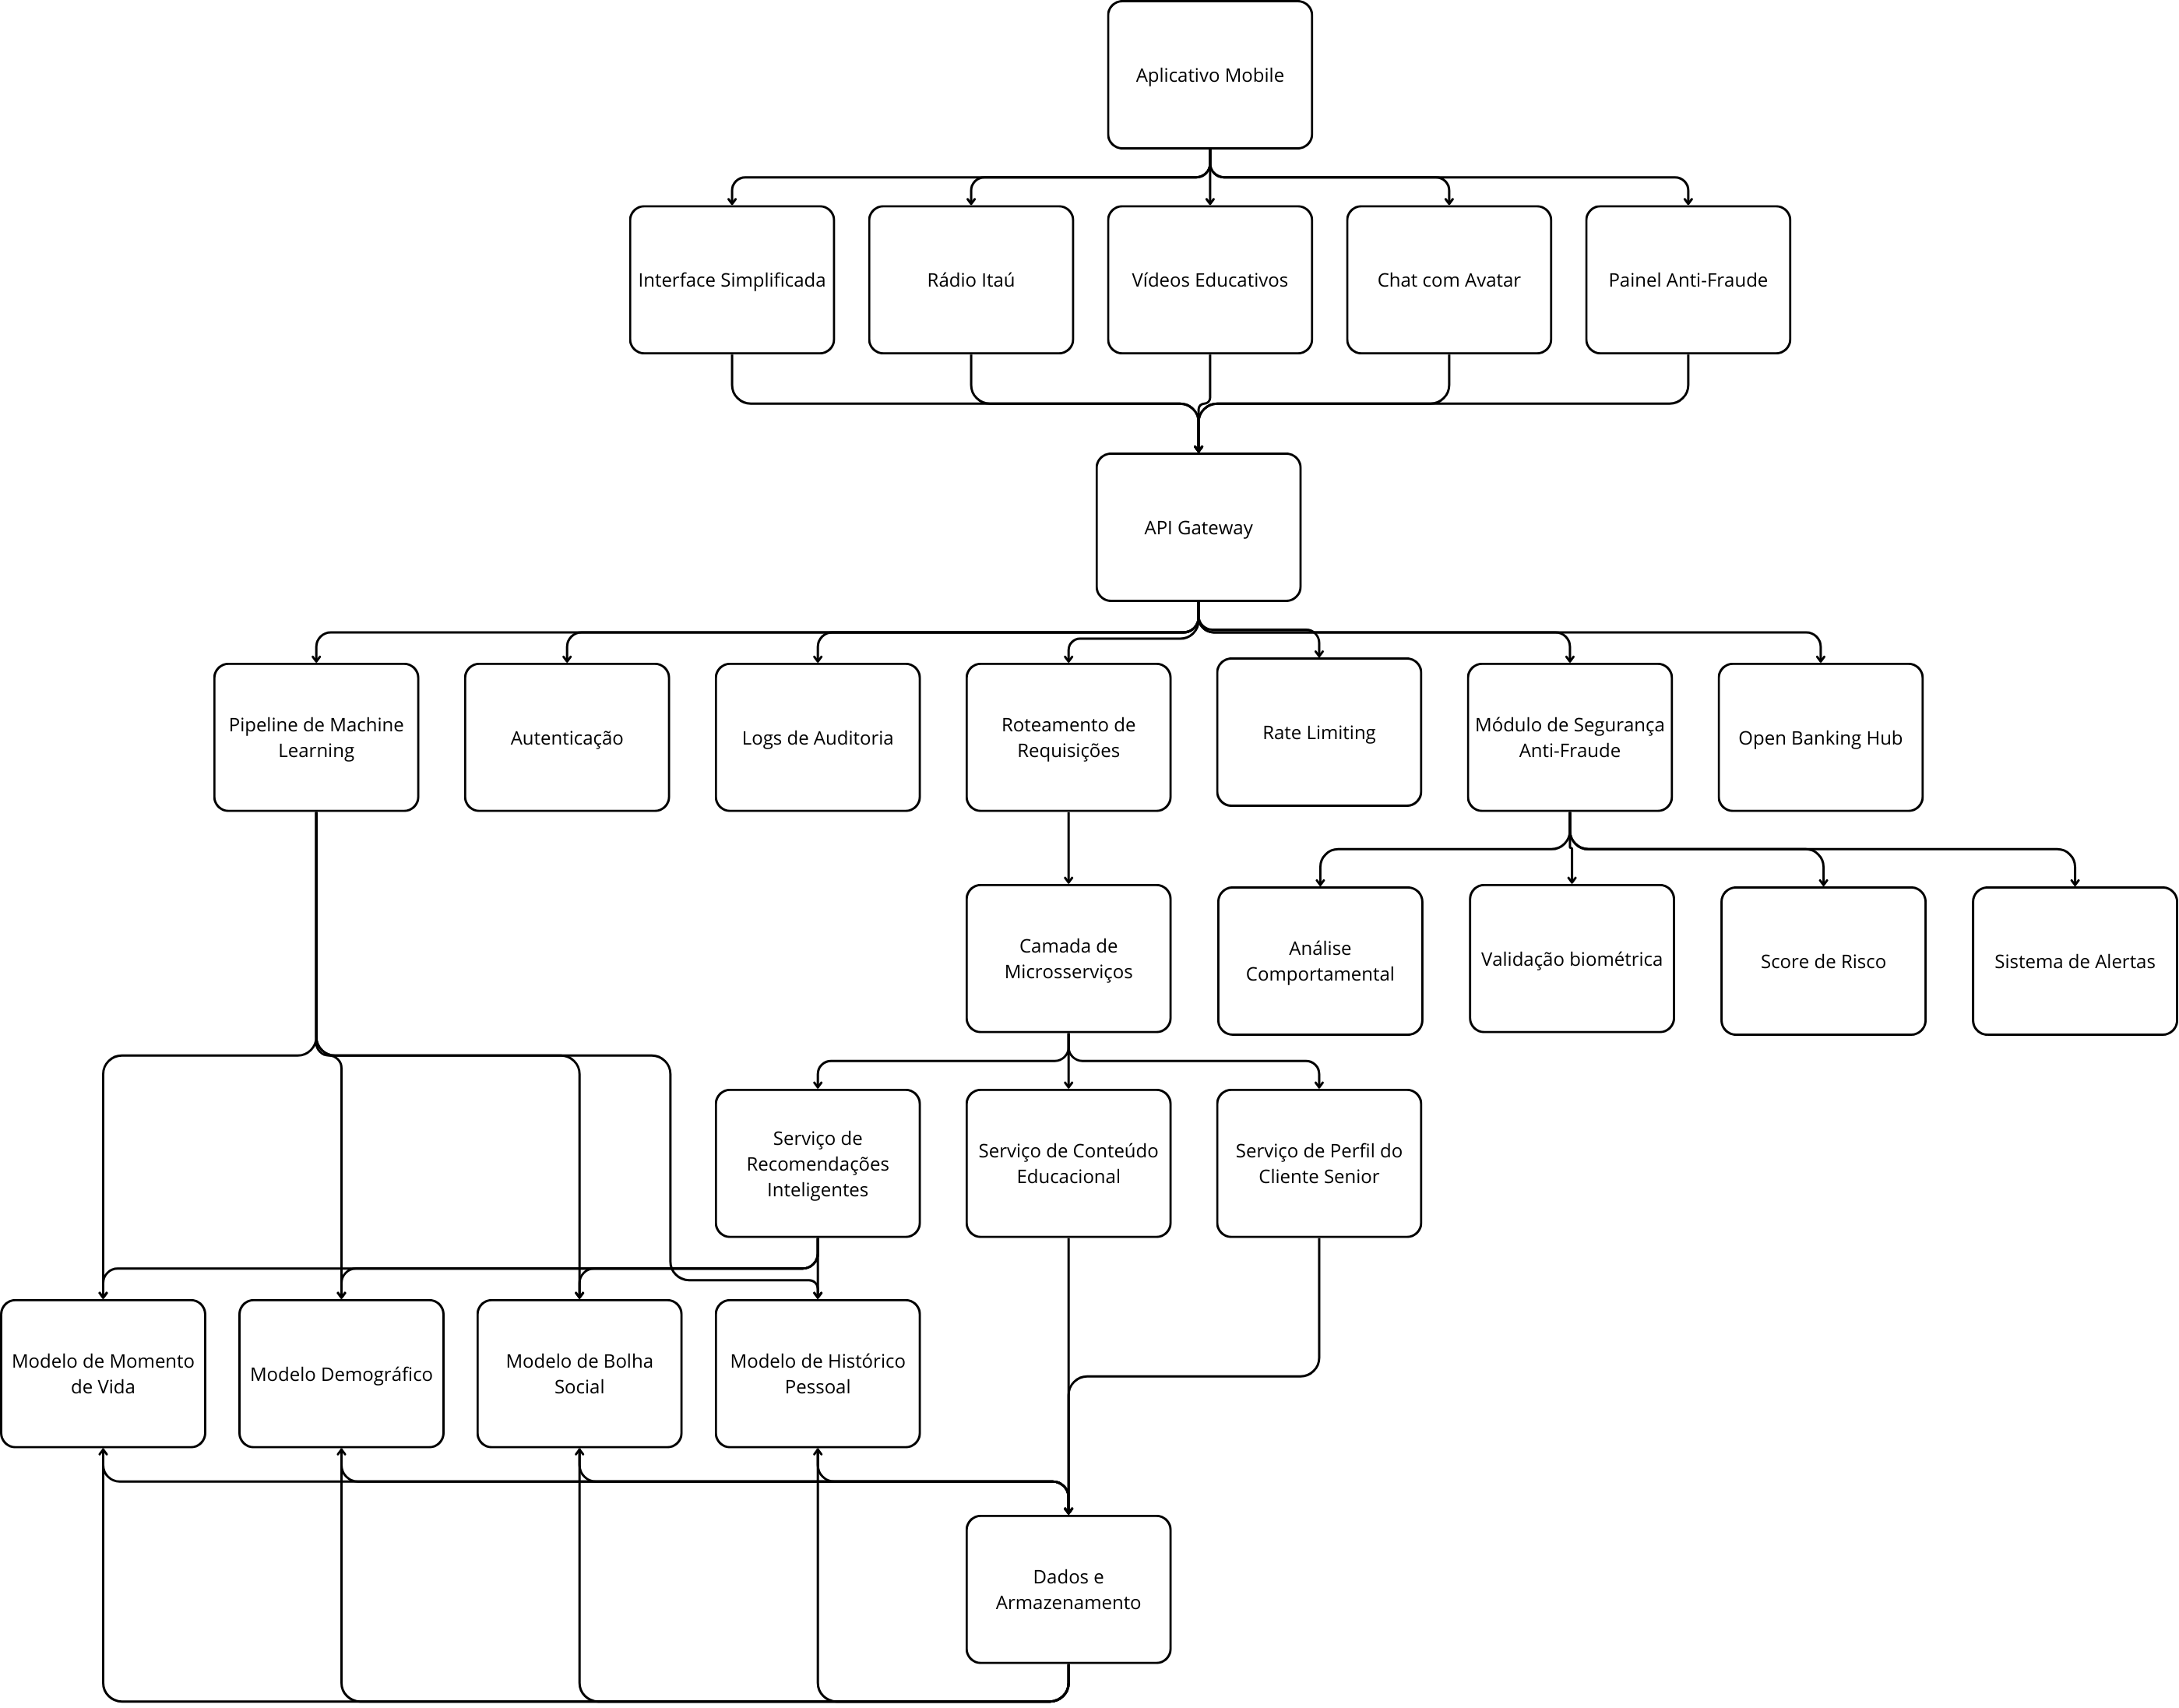 Aplicativo Mobile
Interface Simplificada
Rádio Itaú
Vídeos Educativos
Chat com Avatar
Painel Anti-Fraude
API Gateway
Pipeline de Machine
Learning
Autenticação
Logs de Auditoria
Roteamento de
Requisições
Rate Limiting
Módulo de Segurança
Anti-Fraude
Open Banking Hub
Camada de
Microsserviços
Análise
Comportamental
Validação biométrica
Score de Risco
Sistema de Alertas
Serviço de
Recomendações
Inteligentes
Serviço de Conteúdo
Educacional
Serviço de Perfil do
Cliente Senior
Modelo de Momento
de Vida
Modelo Demográfico
Modelo de Bolha
Social
Modelo de Histórico
Pessoal
Dados e
Armazenamento